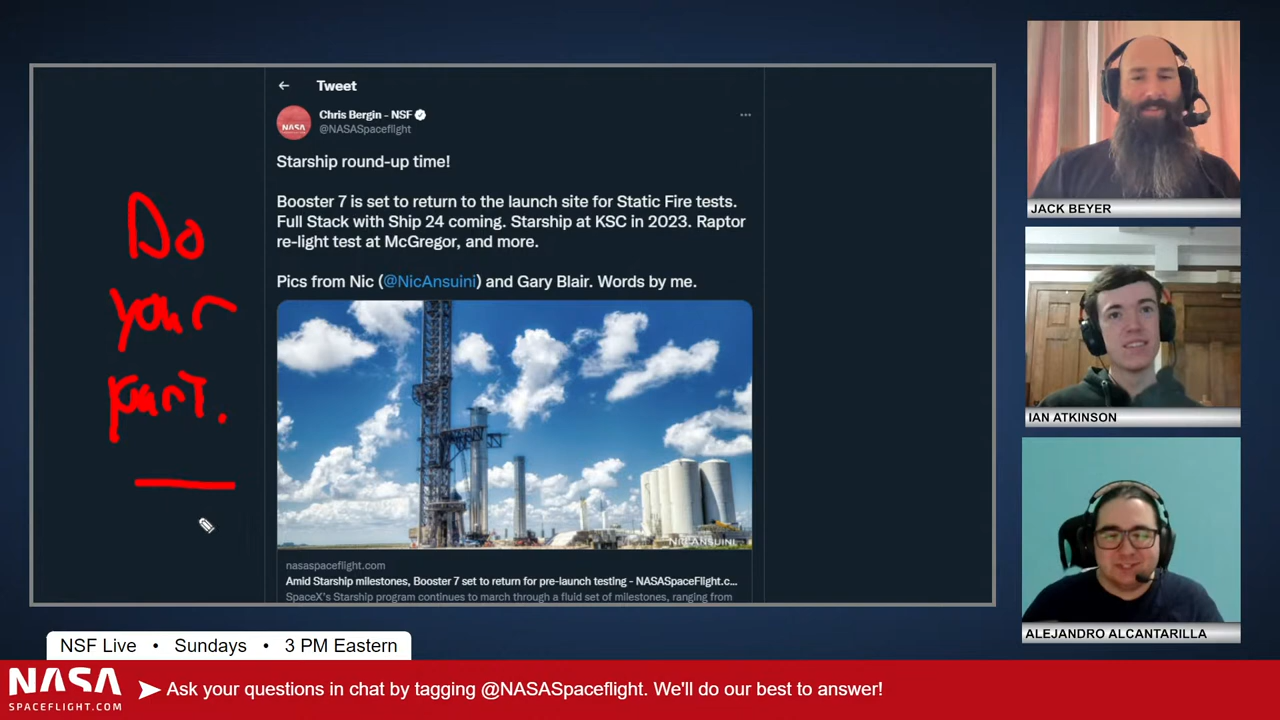 Tweet
Chris Bergin - NSF
@NASASpaceflight
Starship round-up time!
Booster 7 is set to return to the launch site for Static Fire tests.
Full Stack with Ship 24 coming. Starship at KSC in 2023. Raptor
re-light test at McGregor, and more.
Pics from Nic (@NicAnsuini) and Gary Blair. Words by me.
NIC ANSUINI
nasaspaceflight.com
Amid Starship milestones, Booster 7 set to return for pre-launch testing - NASASpaceFlight.c...
SpaceX's Starship program continues to march through a fluid set of milestones, ranging from
Do
your
part.
NASA
JACK BEYER
IAN ATKINSON
ALEJANDRO ALCANTARILLA
NSF Live • Sundays • 3 PM Eastern
NASA
SPACEFLIGHT.COM
Ask your questions in chat by tagging @NASASpaceflight. We'll do our best to answer!